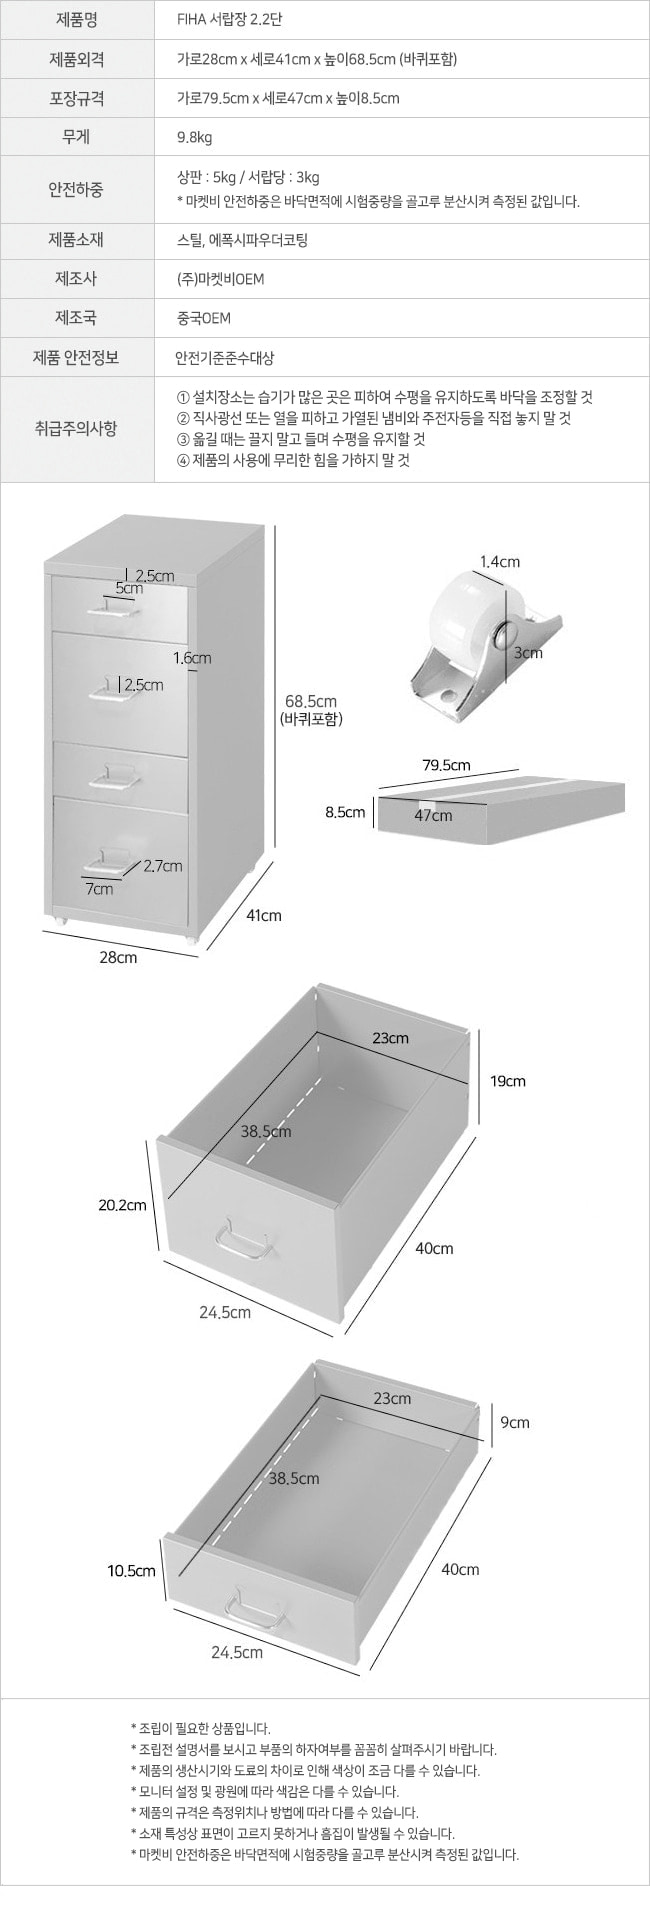 제품명
FIHA 서랍장 2.2단
제품외격
가로28cm x 세로41cm x 높이68.5cm (바퀴포함)
포장규격
가로79.5cm x 세로47cm x 높이8.5cm
무게
9.8kg
안전하중
상판 : 5kg / 서랍당 : 3kg
* 마켓비 안전하중은 바닥면적에 시험중량을 골고루 분산시켜 측정된 값입니다.
제품소재
스틸, 에폭시파우더코팅
제조사
(주)마켓비OEM
제조국
중국OEM
제품 안전정보
안전기준준수대상
취급주의사항
① 설치장소는 습기가 많은 곳은 피하여 수평을 유지하도록 바닥을 조정할 것
② 직사광선 또는 열을 피하고 가열된 냄비와 주전자등을 직접 놓지 말 것
③ 옮길 때는 끌지 말고 들며 수평을 유지할 것
④ 제품의 사용에 무리한 힘을 가하지 말 것
2.5cm
5cm
1.6cm
2.5cm
68.5cm
(바퀴포함)
2.7cm
7cm
41cm
28cm
1.4cm
3cm
79.5cm
8.5cm
47cm
23cm
19cm
38.5cm
20.2cm
40cm
24.5cm
23cm
9cm
38.5cm
10.5cm
40cm
24.5cm
* 조립이 필요한 상품입니다.
* 조립전 설명서를 보시고 부품의 하자여부를 꼼꼼히 살펴주시기 바랍니다.
* 제품의 생산시기와 도료의 차이로 인해 색상이 조금 다를 수 있습니다.
* 모니터 설정 및 광원에 따라 색감은 다를 수 있습니다.
* 제품의 규격은 측정위치나 방법에 따라 다를 수 있습니다.
* 소재 특성상 표면이 고르지 못하거나 흠집이 발생될 수 있습니다.
* 마켓비 안전하중은 바닥면적에 시험중량을 골고루 분산시켜 측정된 값입니다.